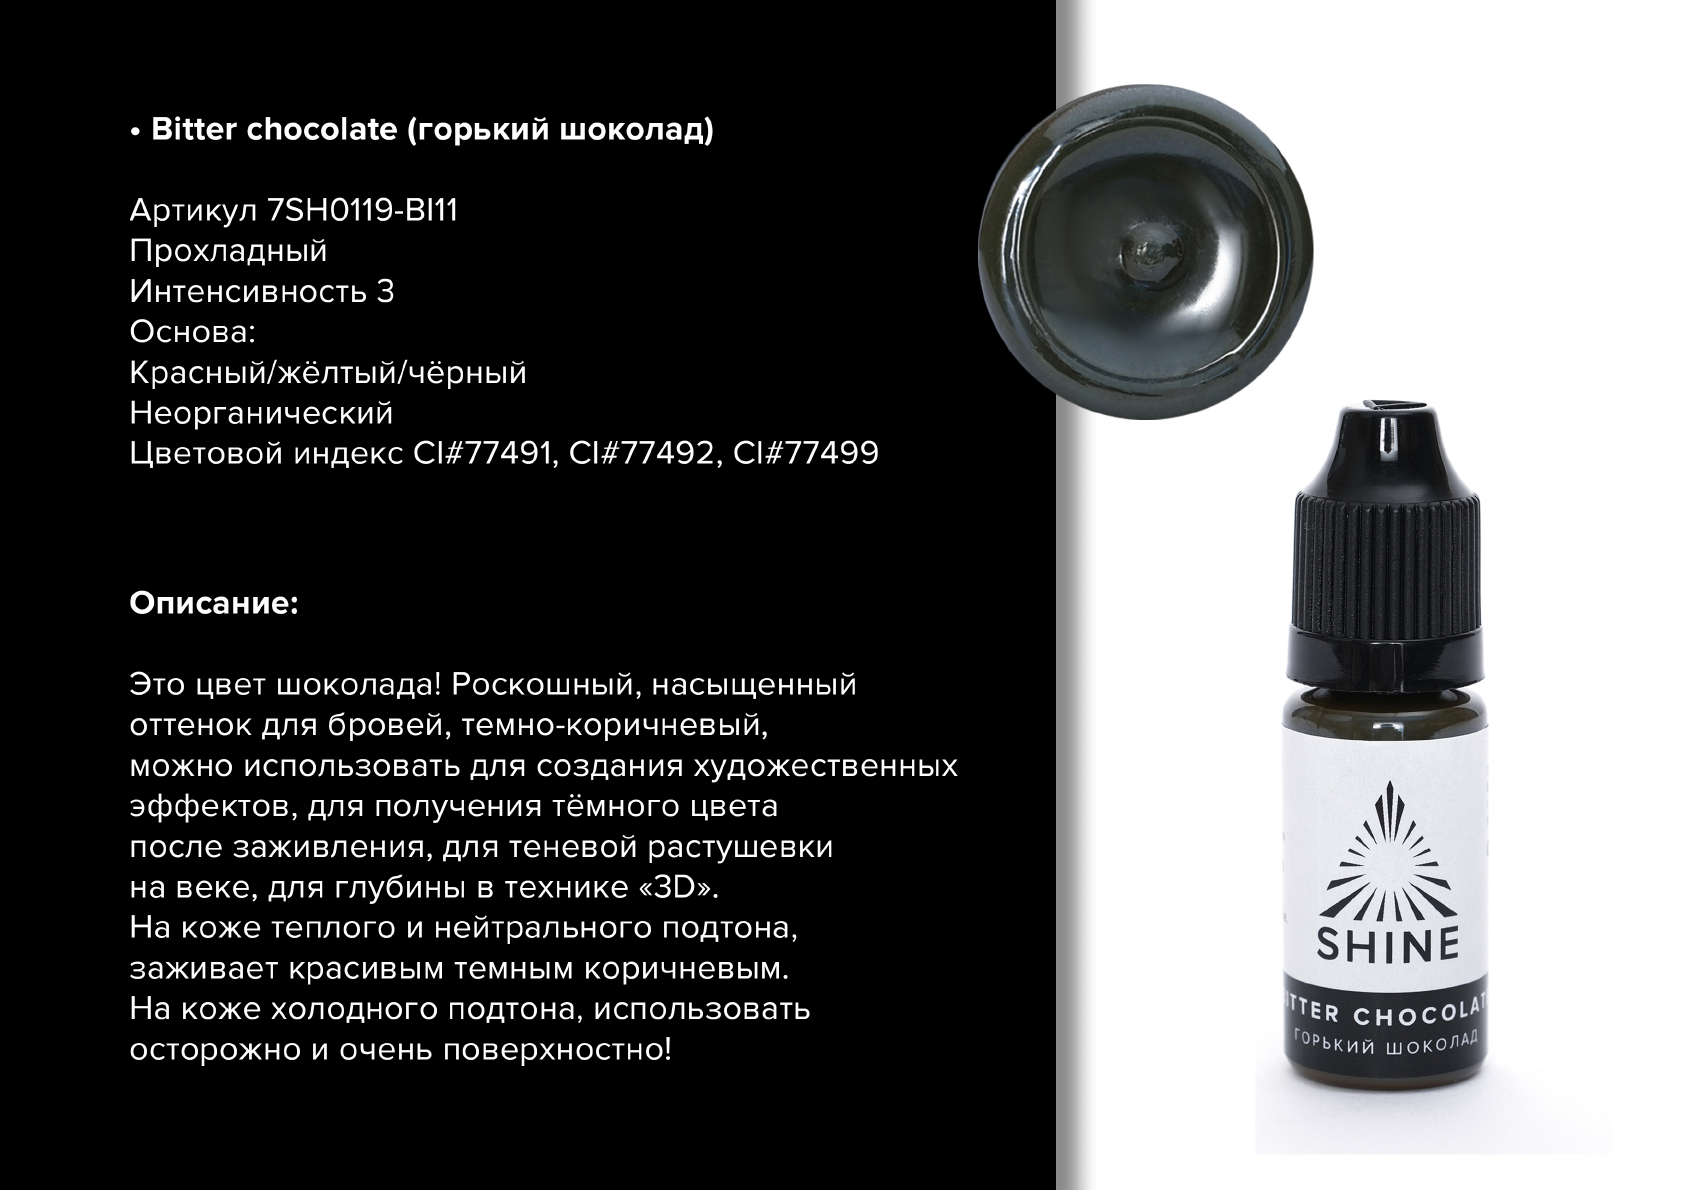 • Bitter chocolate (горький шоколад)
Артикул 7SH0119-BI11
Прохладный
Интенсивность 3
Основа:
Красный/жёлтый/чёрный
Неорганический
Цветовой индекс CI#77491, CI#77492, CI#77499
Описание:
Это цвет шоколада! Роскошный, насыщенный
оттенок для бровей, темно-коричневый,
можно использовать для создания художественных
эффектов, для получения тёмного цвета
после заживления, для теневой растушевки
на веке, для глубины в технике «3D».
На коже теплого и нейтрального подтона,
заживает красивым темным коричневым.
На коже холодного подтона, использовать
осторожно и очень поверхностно!
SHINE
BITTER CHOCOLATE
ГОРЬКИЙ ШОКОЛАД